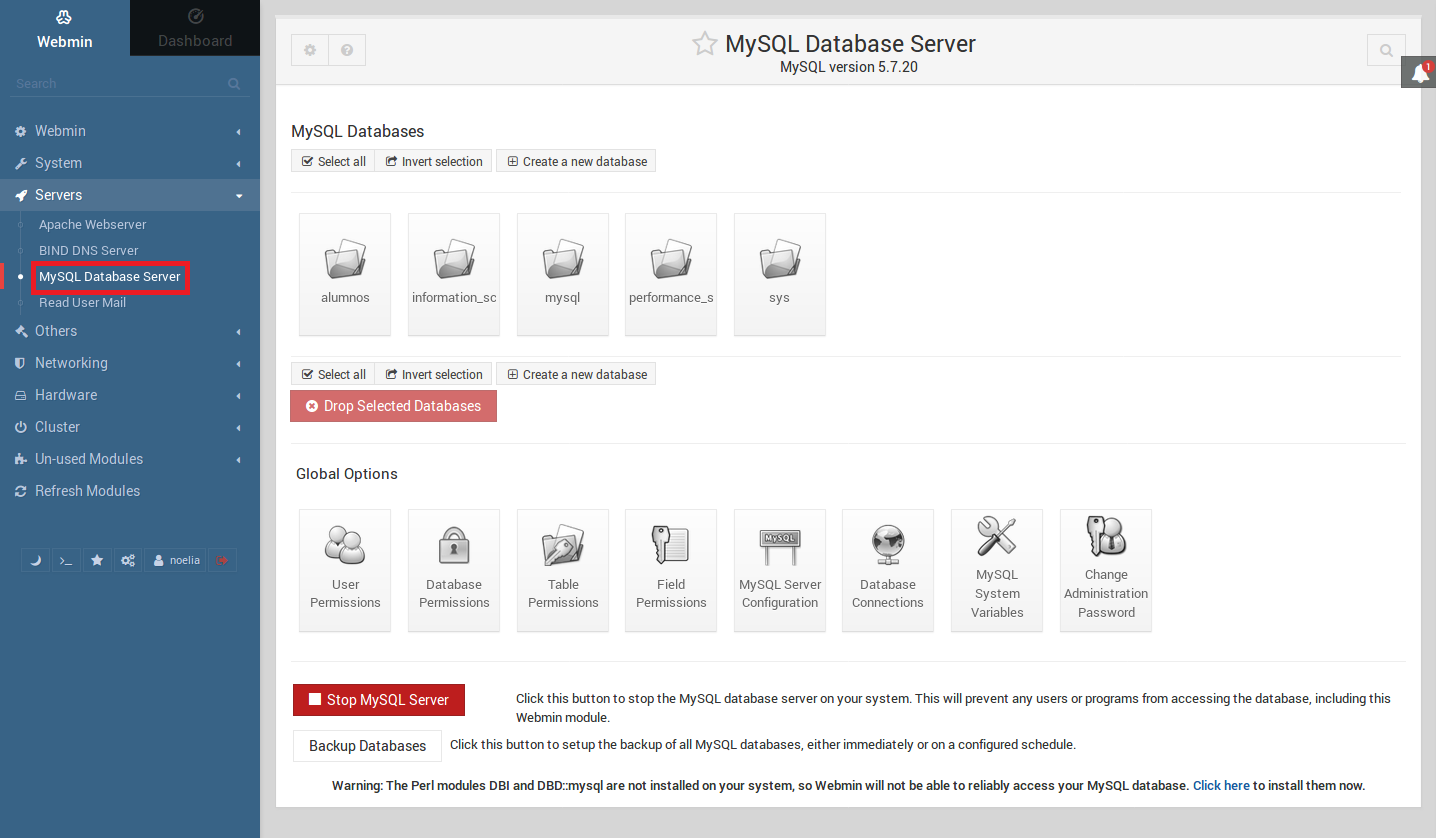 Webmin
Dashboard
Search
Webmin
System
Servers
Apache Webserver
BIND DNS Server
MySQL Database Server
Read User Mail
Others
Networking
Hardware
Cluster
Un-used Modules
Refresh Modules
noelia
MySQL Database Server
MySQL version 5.7.20
1
MySQL Databases
Select all Invert selection Create a new database
alumnos information_sc mysql performance_s sys
Select all Invert selection Create a new database
Drop Selected Databases
Global Options
MySQL
User Permissions
Database Permissions
Table Permissions
Field Permissions
MySQL Server Configuration
Database Connections
MySQL System Variables
Change Administration Password
Stop MySQL Server
Click this button to stop the MySQL database server on your system. This will prevent any users or programs from accessing the database, including this
Webmin module.
Backup Databases
Click this button to setup the backup of all MySQL databases, either immediately or on a configured schedule.
Warning: The Perl modules DBI and DBD::mysql are not installed on your system, so Webmin will not be able to reliably access your MySQL database. Click here to install them now.